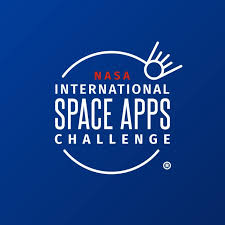 NASA
INTERNATIONAL
SPACE APPS
CHALLENGE
®